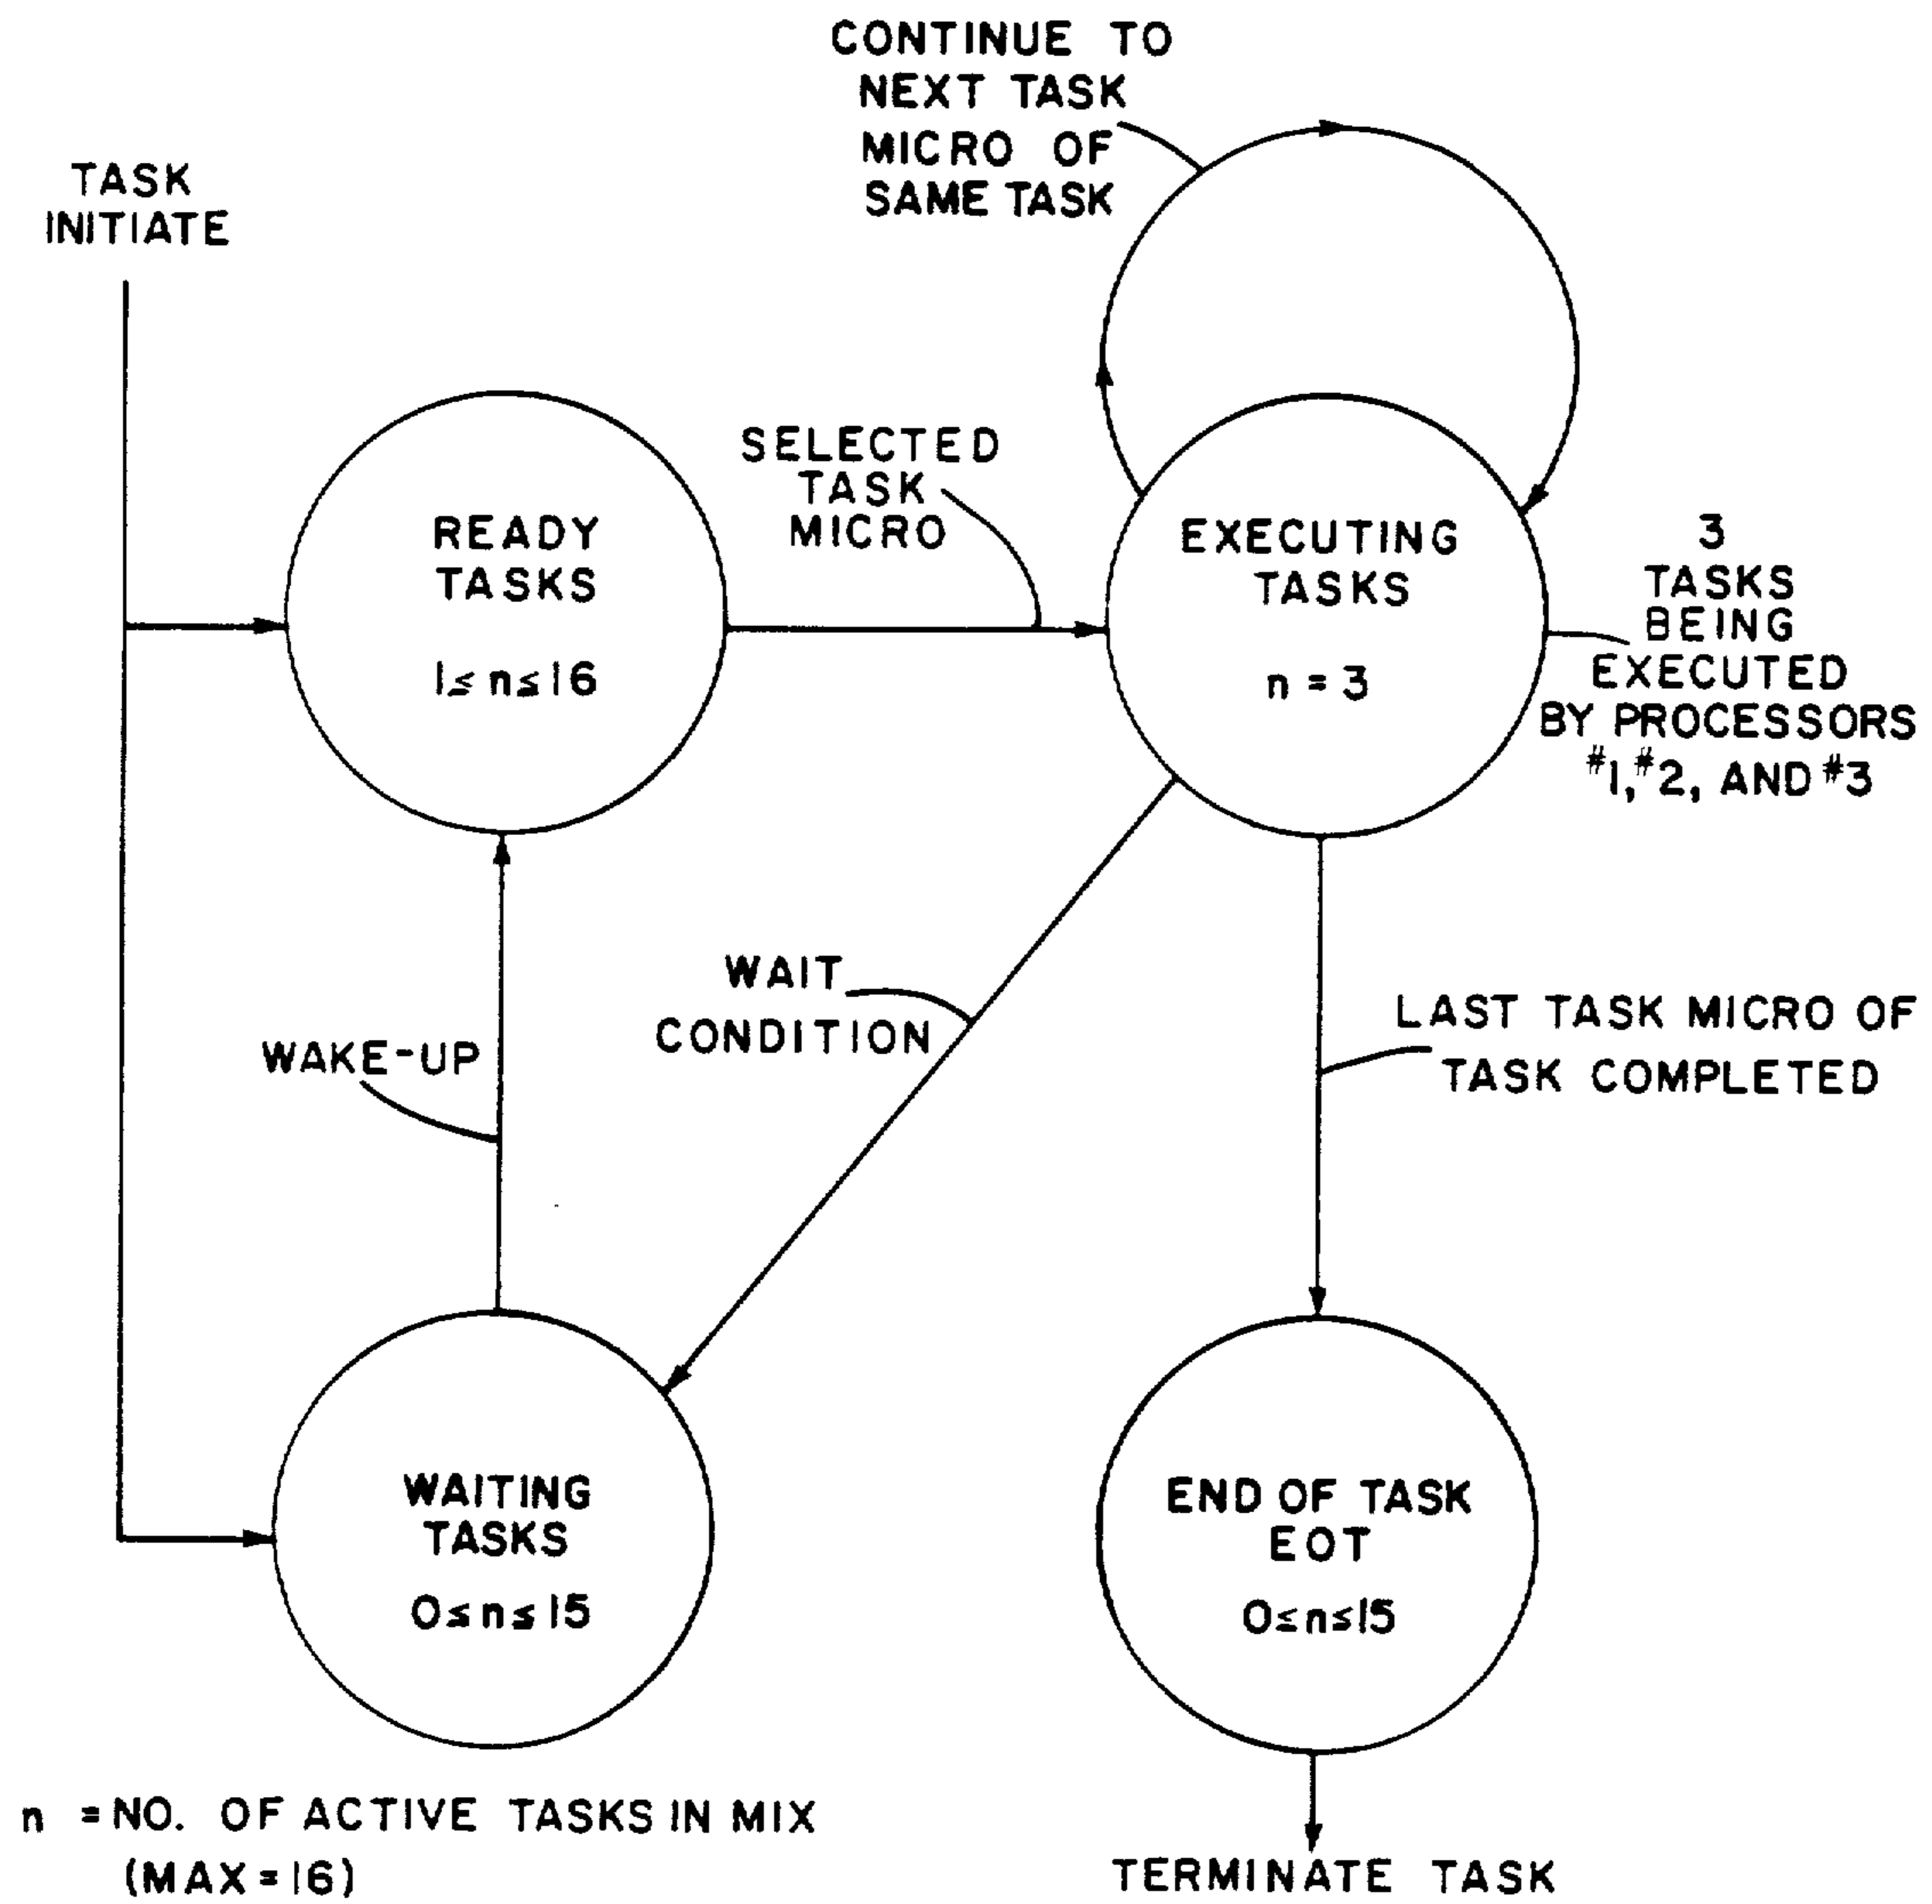 CONTINUE TO
NEXT TASK
MICRO OF
SAME TASK
TASK
INITIATE
SELECTED
TASK
MICRO
READY
TASKS
1≤ n≤16
EXECUTING
TASKS
n = 3
3
TASKS
BEING
EXECUTED
BY PROCESSORS
#1, #2, AND #3
WAIT
CONDITION
WAKE-UP
LAST TASK MICRO OF
TASK COMPLETED
WAITING
TASKS
0≤n≤15
END OF TASK
EOT
0≤n≤15
n =NO. OF ACTIVE TASKS IN MIX
(MAX=16)
TERMINATE TASK